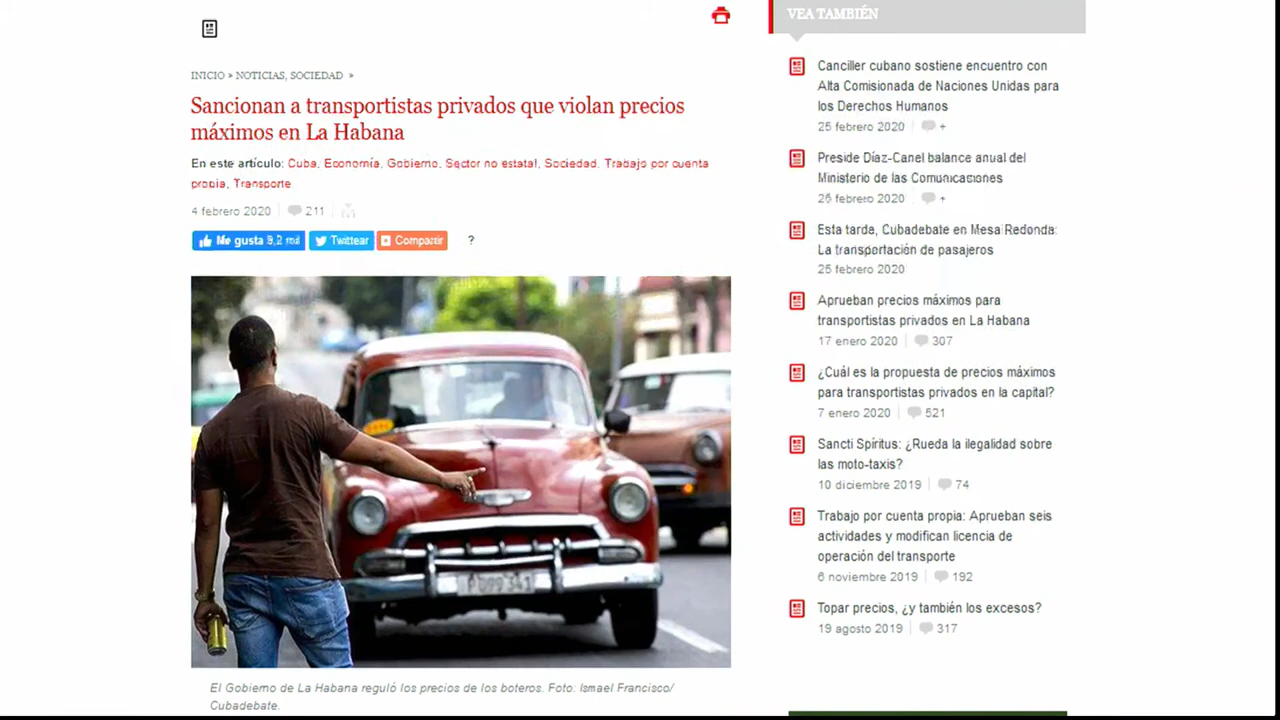 INICIO » NOTICIAS, SOCIEDAD »
Sancionan a transportistas privados que violan precios
máximos en La Habana
En este artículo: Cuba, Economía, Gobierno, Sector no estatal, Sociedad, Trabajo por cuenta
propia, Transporte
4 febrero 2020 211
Me gusta 9,2 mil Twittear Compartir ?
El Gobierno de La Habana reguló los precios de los boteros. Foto: Ismael Francisco/
Cubadebate.
VEA TAMBIÉN
Canciller cubano sostiene encuentro con
Alta Comisionada de Naciones Unidas para
los Derechos Humanos
25 febrero 2020 +
Preside Díaz-Canel balance anual del
Ministerio de las Comunicaciones
25 febrero 2020 +
Esta tarda, Cubadebate en Mesa Redonda:
La transportación de pasajeros
25 febrero 2020
Aprueban precios máximos para
transportistas privados en La Habana
17 enero 2020 307
¿Cuál es la propuesta de precios máximos
para transportistas privados en la capital?
7 enero 2020 521
Sancti Spíritus: ¿Rueda la ilegalidad sobre
las moto-taxis?
10 diciembre 2019 74
Trabajo por cuenta propia: Aprueban seis
actividades y modifican licencia de
operación del transporte
6 noviembre 2019 192
Topar precios, ¿y también los excesos?
19 agosto 2019 317